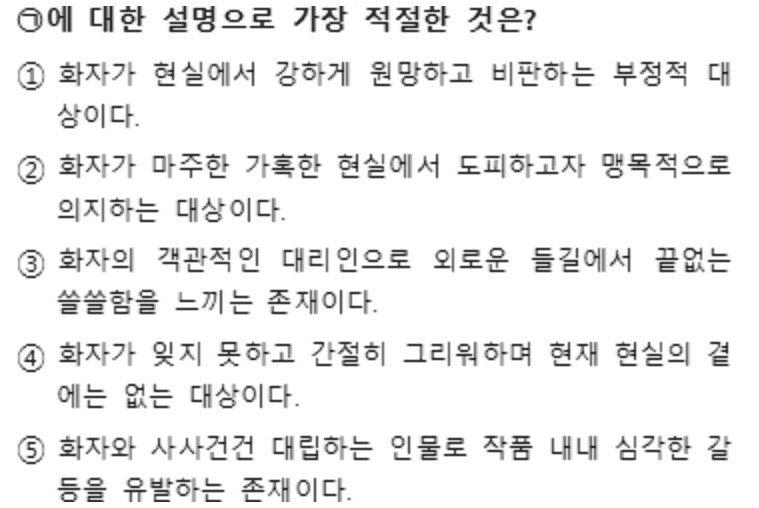 ㉠에 대한 설명으로 가장 적절한 것은?
① 화자가 현실에서 강하게 원망하고 비판하는 부정적 대
상이다.
② 화자가 마주한 가혹한 현실에서 도피하고자 맹목적으로
의지하는 대상이다.
③ 화자의 객관적인 대리인으로 외로운 들길에서 끝없는
쓸쓸함을 느끼는 존재이다.
④ 화자가 잊지 못하고 간절히 그리워하며 현재 현실의 곁
에는 없는 대상이다.
⑤ 화자와 사사건건 대립하는 인물로 작품 내내 심각한 갈
등을 유발하는 존재이다.